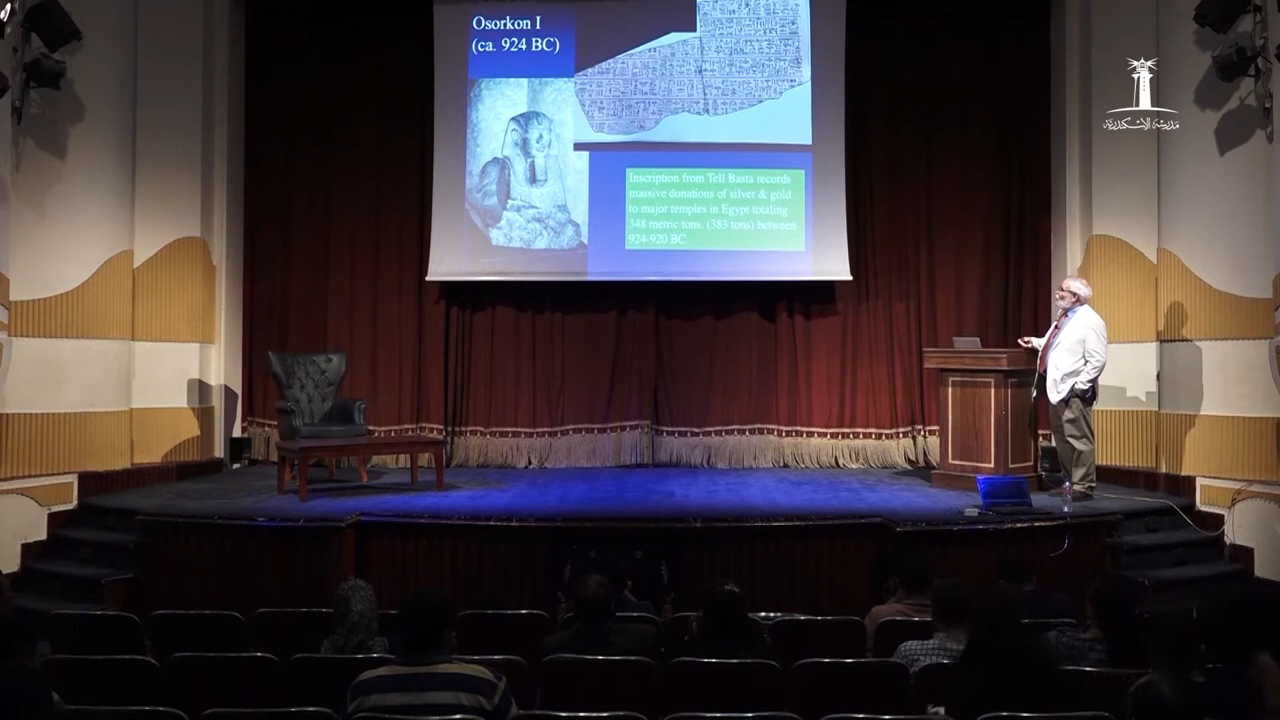 Osorkon I
(ca. 924 BC)
مدرسة الإسكندرية
Inscription from Tell Basta records
massive donations of silver & gold
to major temples in Egypt totaling
348 metric tons. (383 tons) between
924-920 BC